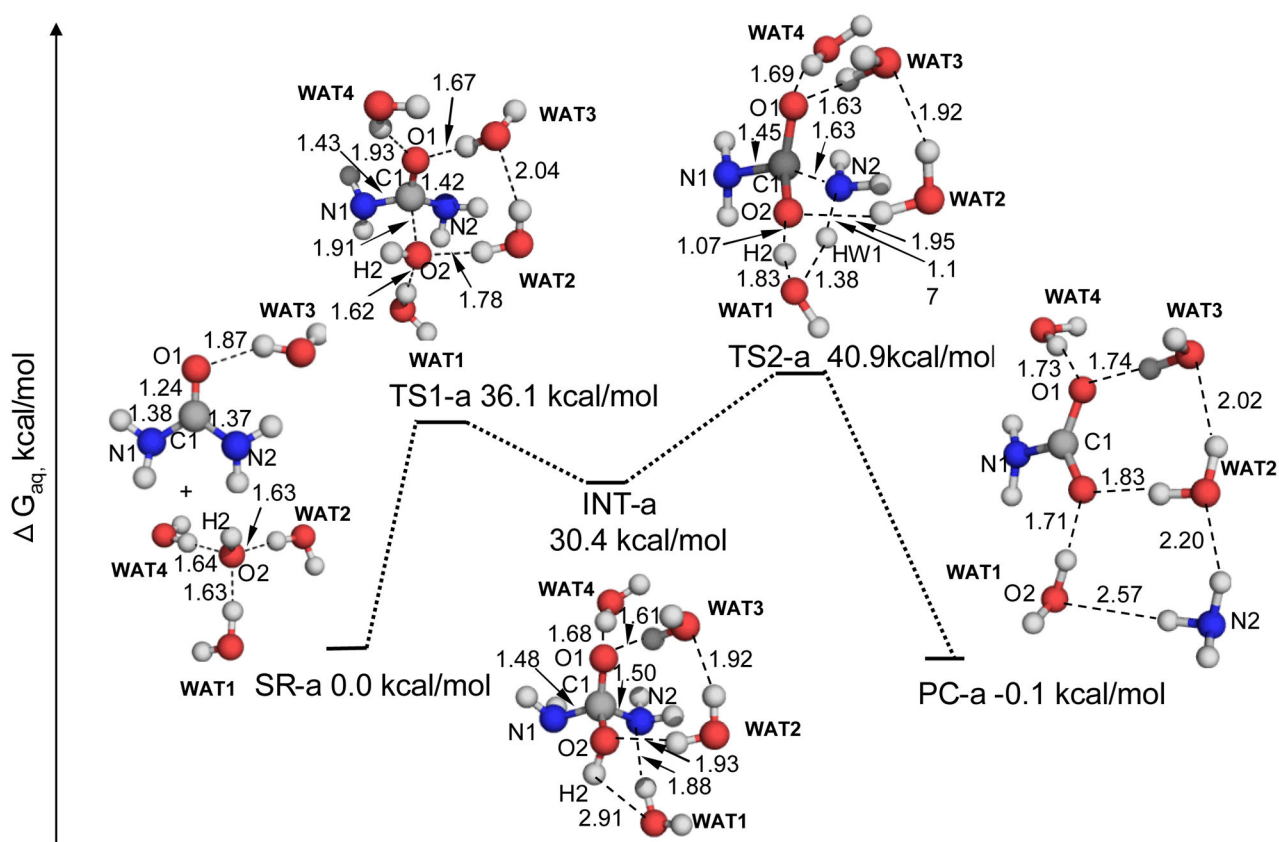 Δ Gaq, kcal/mol
WAT4
1.67
WAT3
1.43
1.93
O1
C1
1.42
2.04
N1
N2
1.91
H2
O2
1.62
1.78
WAT2
WAT1
TS1-a 36.1 kcal/mol
WAT4
WAT3
1.69
O1
1.63
1.92
1.45
1.63
N1
C1
N2
O2
WAT2
1.07
1.95
H2
HW1
1.83
1.38
1.1
7
WAT1
TS2-a 40.9kcal/mol
WAT3
1.87
O1
1.24
1.38
1.37
N1
C1
N2
+
1.63
H2
WAT2
WAT4
1.64
O2
1.63
WAT1
SR-a 0.0 kcal/mol
INT-a
30.4 kcal/mol
WAT4
WAT3
1.61
1.68
O1
1.48
C1
1.50
1.92
N2
N1
O2
WAT2
1.93
H2
1.88
2.91
WAT1
WAT4
WAT3
1.73
1.74
O1
2.02
N1
C1
WAT2
1.83
1.71
2.20
WAT1
O2
2.57
N2
PC-a -0.1 kcal/mol